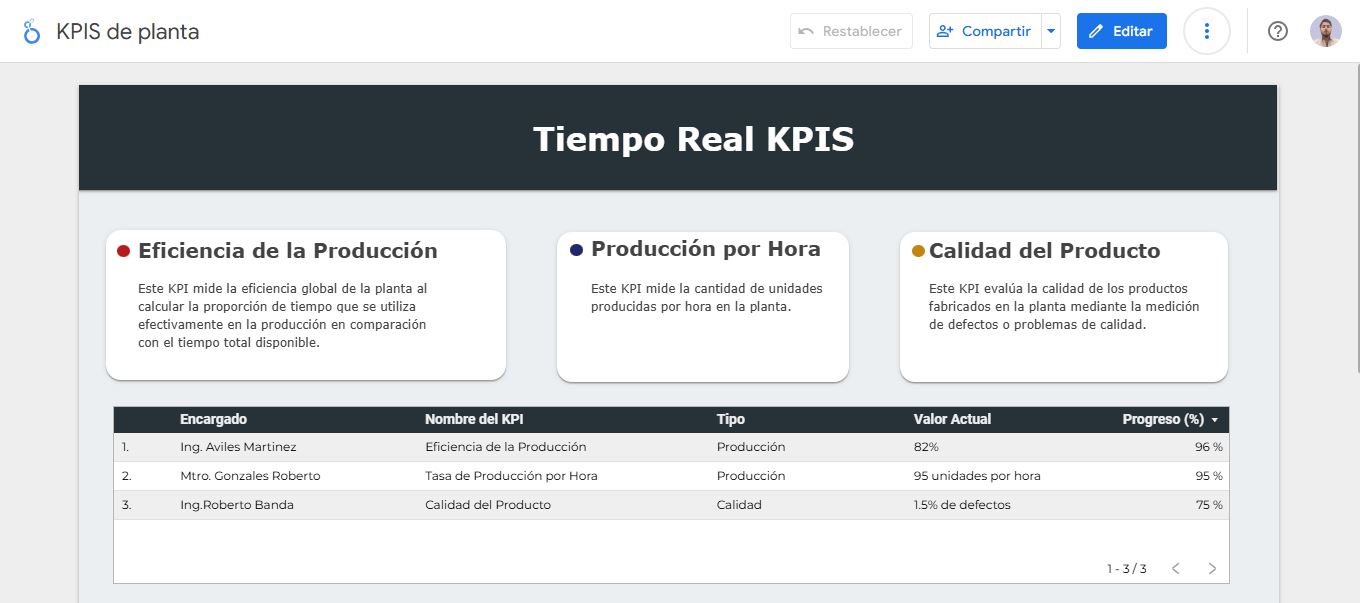 KPIS de planta
Restablecer
Compartir
Editar
Tiempo Real KPIS
Eficiencia de la Producción
Este KPI mide la eficiencia global de la planta al
calcular la proporción de tiempo que se utiliza
efectivamente en la producción en comparación
con el tiempo total disponible.
Producción por Hora
Este KPI mide la cantidad de unidades
producidas por hora en la planta.
Calidad del Producto
Este KPI evalúa la calidad de los productos
fabricados en la planta mediante la medición
de defectos o problemas de calidad.
Encargado Nombre del KPI Tipo Valor Actual Progreso (%)
1. Ing. Aviles Martinez Eficiencia de la Producción Producción 82% 96 %
2. Mtro. Gonzales Roberto Tasa de Producción por Hora Producción 95 unidades por hora 95 %
3. Ing.Roberto Banda Calidad del Producto Calidad 1.5% de defectos 75 %
1 - 3 / 3